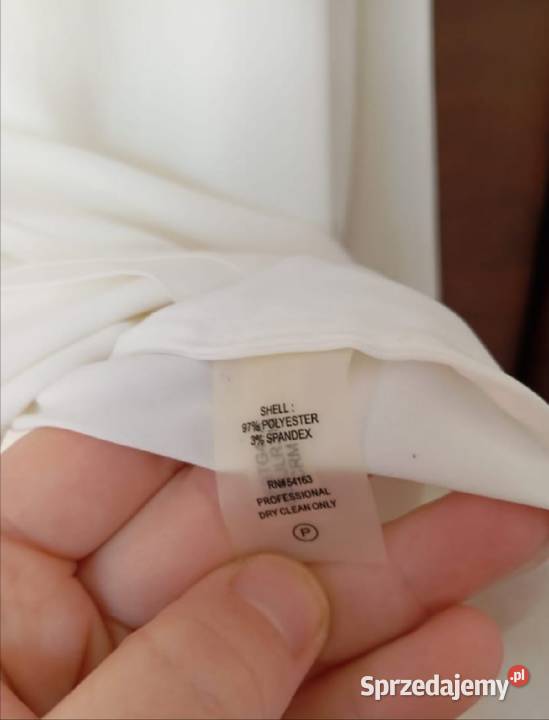 SHELL :
97% POLYESTER
3% SPANDEX
RN# 54163
PROFESSIONAL
DRY CLEAN ONLY
P
Sprzedajemy.pl